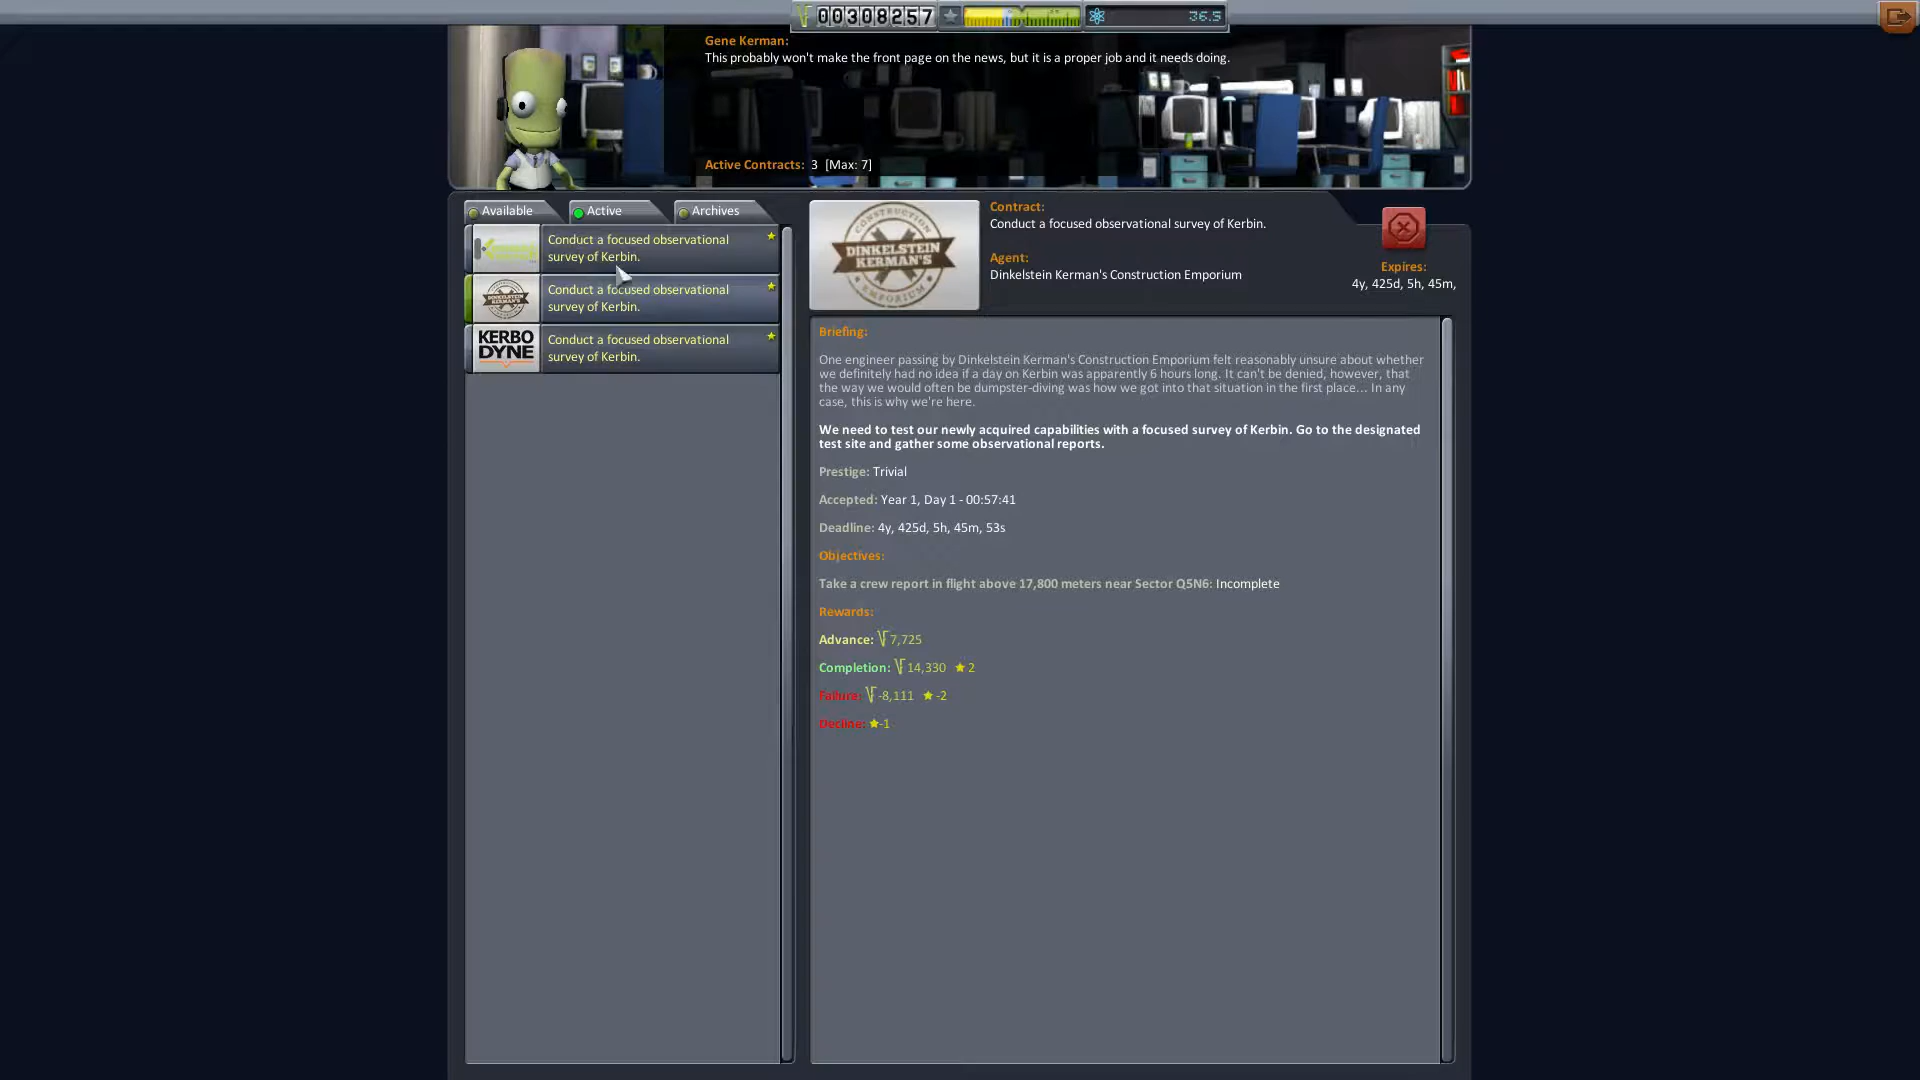 00308257
36.5
Gene Kerman:
This probably won't make the front page on the news, but it is a proper job and it needs doing.
Active Contracts: 3 [Max: 7]
Available
Active
Archives
Conduct a focused observational
survey of Kerbin.
Conduct a focused observational
survey of Kerbin.
KERBO
DYNE
Conduct a focused observational
survey of Kerbin.
CONSTRUCTION
DINKELSTEIN
KERMAN'S
EMPORIUM
Contract:
Conduct a focused observational survey of Kerbin.
Agent:
Dinkelstein Kerman's Construction Emporium
Expires:
4y, 425d, 5h, 45m,
Briefing:
One engineer passing by Dinkelstein Kerman's Construction Emporium felt reasonably unsure about whether
we definitely had no idea if a day on Kerbin was apparently 6 hours long. It can't be denied, however, that
the way we would often be dumpster-diving was how we got into that situation in the first place... In any
case, this is why we're here.
We need to test our newly acquired capabilities with a focused survey of Kerbin. Go to the designated
test site and gather some observational reports.
Prestige: Trivial
Accepted: Year 1, Day 1 - 00:57:41
Deadline: 4y, 425d, 5h, 45m, 53s
Objectives:
Take a crew report in flight above 17,800 meters near Sector Q5N6: Incomplete
Rewards:
Advance: 7,725
Completion: 14,330 2
Failure: -8,111 -2
Decline: -1